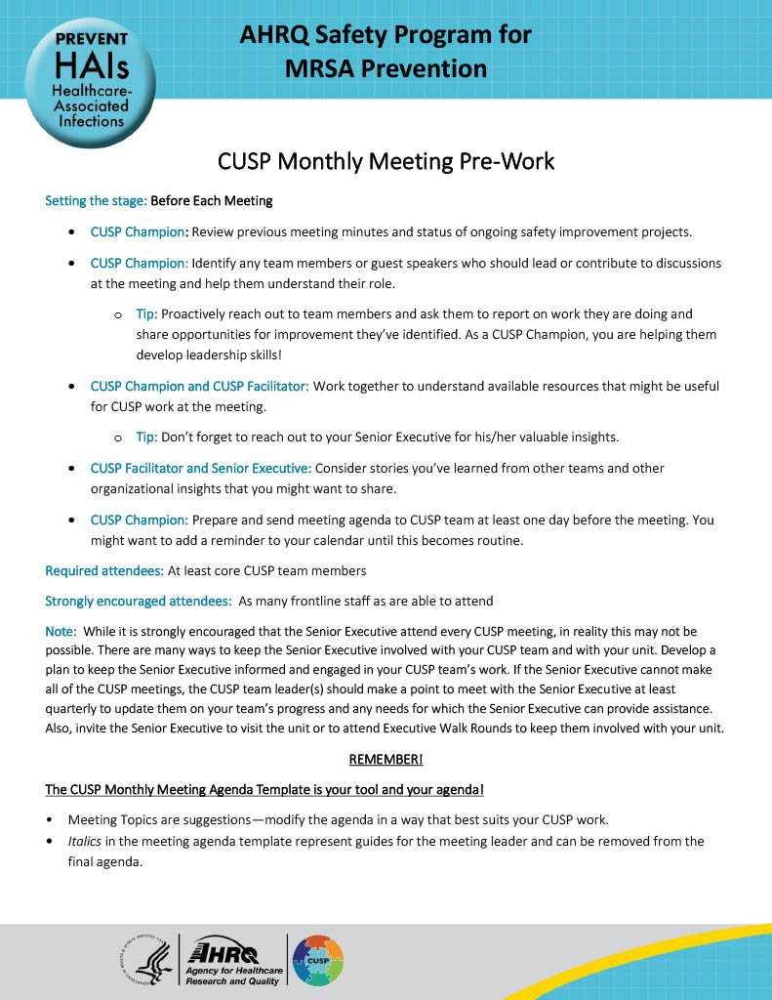 PREVENT
HAIs
Healthcare-
Associated
Infections
AHRQ Safety Program for
MRSA Prevention
CUSP Monthly Meeting Pre-Work
Setting the stage: Before Each Meeting
• CUSP Champion: Review previous meeting minutes and status of ongoing safety improvement projects.
• CUSP Champion: Identify any team members or guest speakers who should lead or contribute to discussions
at the meeting and help them understand their role.
o Tip: Proactively reach out to team members and ask them to report on work they are doing and
share opportunities for improvement they’ve identified. As a CUSP Champion, you are helping them
develop leadership skills!
• CUSP Champion and CUSP Facilitator: Work together to understand available resources that might be useful
for CUSP work at the meeting.
o Tip: Don’t forget to reach out to your Senior Executive for his/her valuable insights.
• CUSP Facilitator and Senior Executive: Consider stories you’ve learned from other teams and other
organizational insights that you might want to share.
• CUSP Champion: Prepare and send meeting agenda to CUSP team at least one day before the meeting. You
might want to add a reminder to your calendar until this becomes routine.
Required attendees: At least core CUSP team members
Strongly encouraged attendees: As many frontline staff as are able to attend
Note: While it is strongly encouraged that the Senior Executive attend every CUSP meeting, in reality this may not be
possible. There are many ways to keep the Senior Executive involved with your CUSP team and with your unit. Develop a
plan to keep the Senior Executive informed and engaged in your CUSP team’s work. If the Senior Executive cannot make
all of the CUSP meetings, the CUSP team leader(s) should make a point to meet with the Senior Executive at least
quarterly to update them on your team’s progress and any needs for which the Senior Executive can provide assistance.
Also, invite the Senior Executive to visit the unit or to attend Executive Walk Rounds to keep them involved with your unit.
REMEMBER!
The CUSP Monthly Meeting Agenda Template is your tool and your agenda!
• Meeting Topics are suggestions—modify the agenda in a way that best suits your CUSP work.
• Italics in the meeting agenda template represent guides for the meeting leader and can be removed from the
final agenda.
AHRQ
Agency for Healthcare
Research and Quality
CUSP